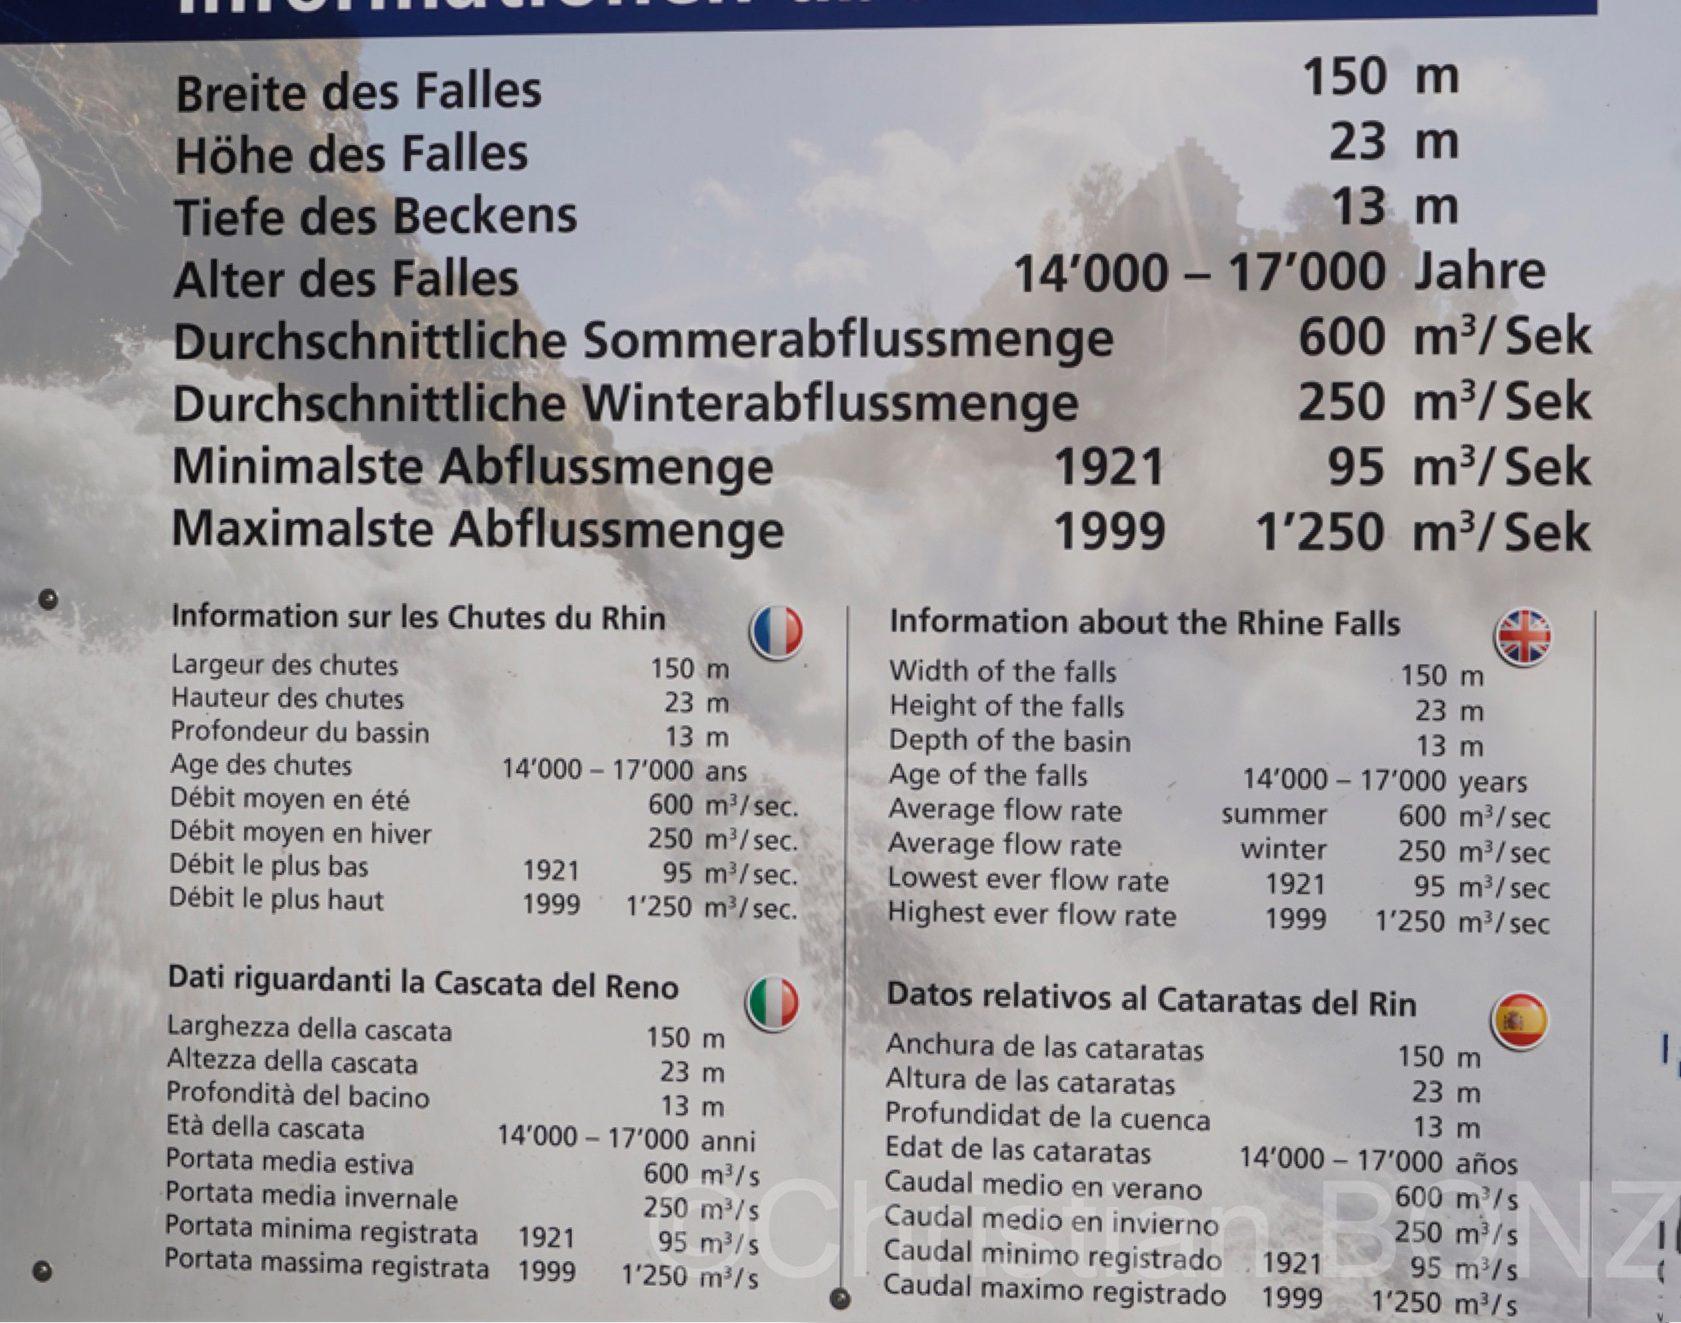 Informationen
Breite des Falles 150 m
Höhe des Falles 23 m
Tiefe des Beckens 13 m
Alter des Falles 14’000 – 17’000 Jahre
Durchschnittliche Sommerabflussmenge 600 m³/Sek
Durchschnittliche Winterabflussmenge 250 m³/Sek
Minimalste Abflussmenge 1921 95 m³/Sek
Maximalste Abflussmenge 1999 1’250 m³/Sek
Information sur les Chutes du Rhin
Largeur des chutes 150 m
Hauteur des chutes 23 m
Profondeur du bassin 13 m
Age des chutes 14’000 – 17’000 ans
Débit moyen en été 600 m³/sec.
Débit moyen en hiver 250 m³/sec.
Débit le plus bas 1921 95 m³/sec.
Débit le plus haut 1999 1’250 m³/sec.
Information about the Rhine Falls
Width of the falls 150 m
Height of the falls 23 m
Depth of the basin 13 m
Age of the falls 14’000 – 17’000 years
Average flow rate summer 600 m³/sec
Average flow rate winter 250 m³/sec
Lowest ever flow rate 1921 95 m³/sec
Highest ever flow rate 1999 1’250 m³/sec
Dati riguardanti la Cascata del Reno
Larghezza della cascata 150 m
Altezza della cascata 23 m
Profondità del bacino 13 m
Età della cascata 14’000 – 17’000 anni
Portata media estiva 600 m³/s
Portata media invernale 250 m³/s
Portata minima registrata 1921 95 m³/s
Portata massima registrata 1999 1’250 m³/s
Datos relativos al Cataratas del Rin
Anchura de las cataratas 150 m
Altura de las cataratas 23 m
Profundidat de la cuenca 13 m
Edat de las cataratas 14’000 – 17’000 años
Caudal medio en verano 600 m³/s
Caudal medio en invierno 250 m³/s
Caudal minimo registrado 1921 95 m³/s
Caudal maximo registrado 1999 1’250 m³/s
©Christian BONZ